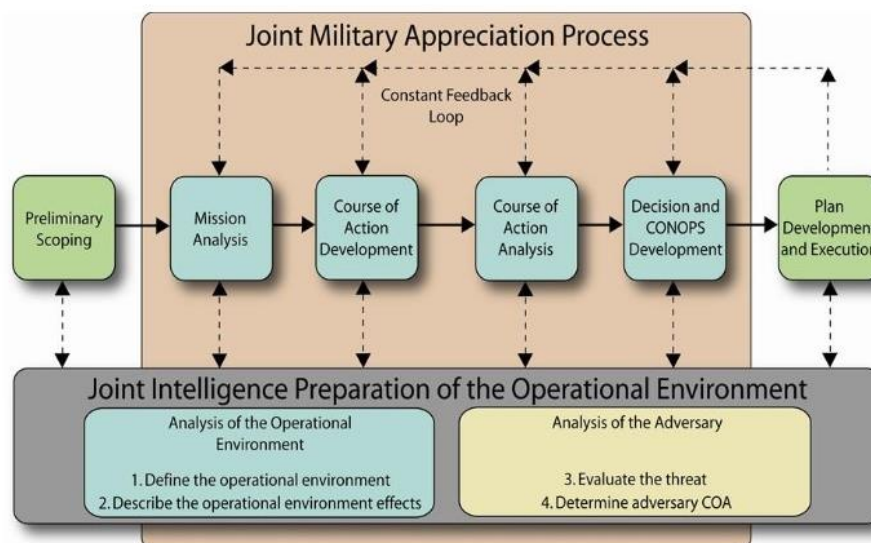 Joint Military Appreciation Process
Constant Feedback
Loop
Preliminary
Scoping
Mission
Analysis
Course of
Action
Development
Course of
Action
Analysis
Decision and
CONOPS
Development
Plan
Development
and Execution
Joint Intelligence Preparation of the Operational Environment
Analysis of the Operational
Environment
1. Define the operational environment
2. Describe the operational environment effects
Analysis of the Adversary
3. Evaluate the threat
4. Determine adversary COA